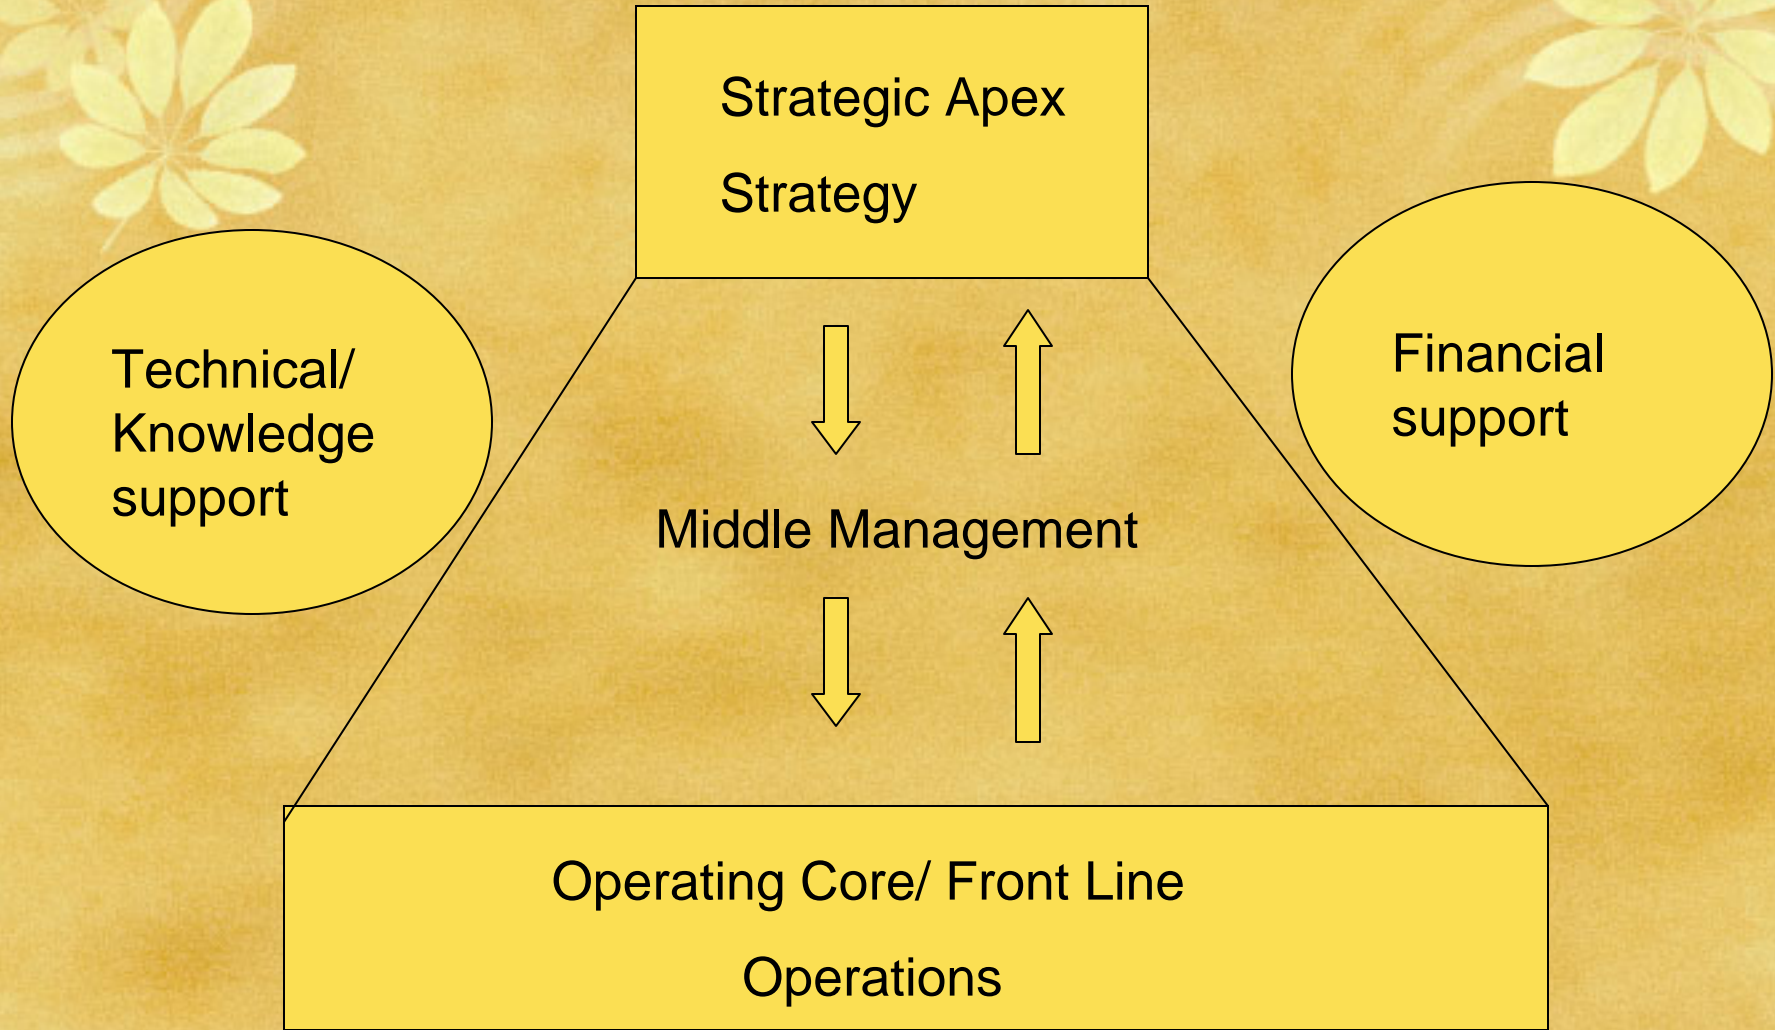 Strategic Apex
Strategy
Technical/
Knowledge
support
Financial
support
Middle Management
Operating Core/ Front Line
Operations